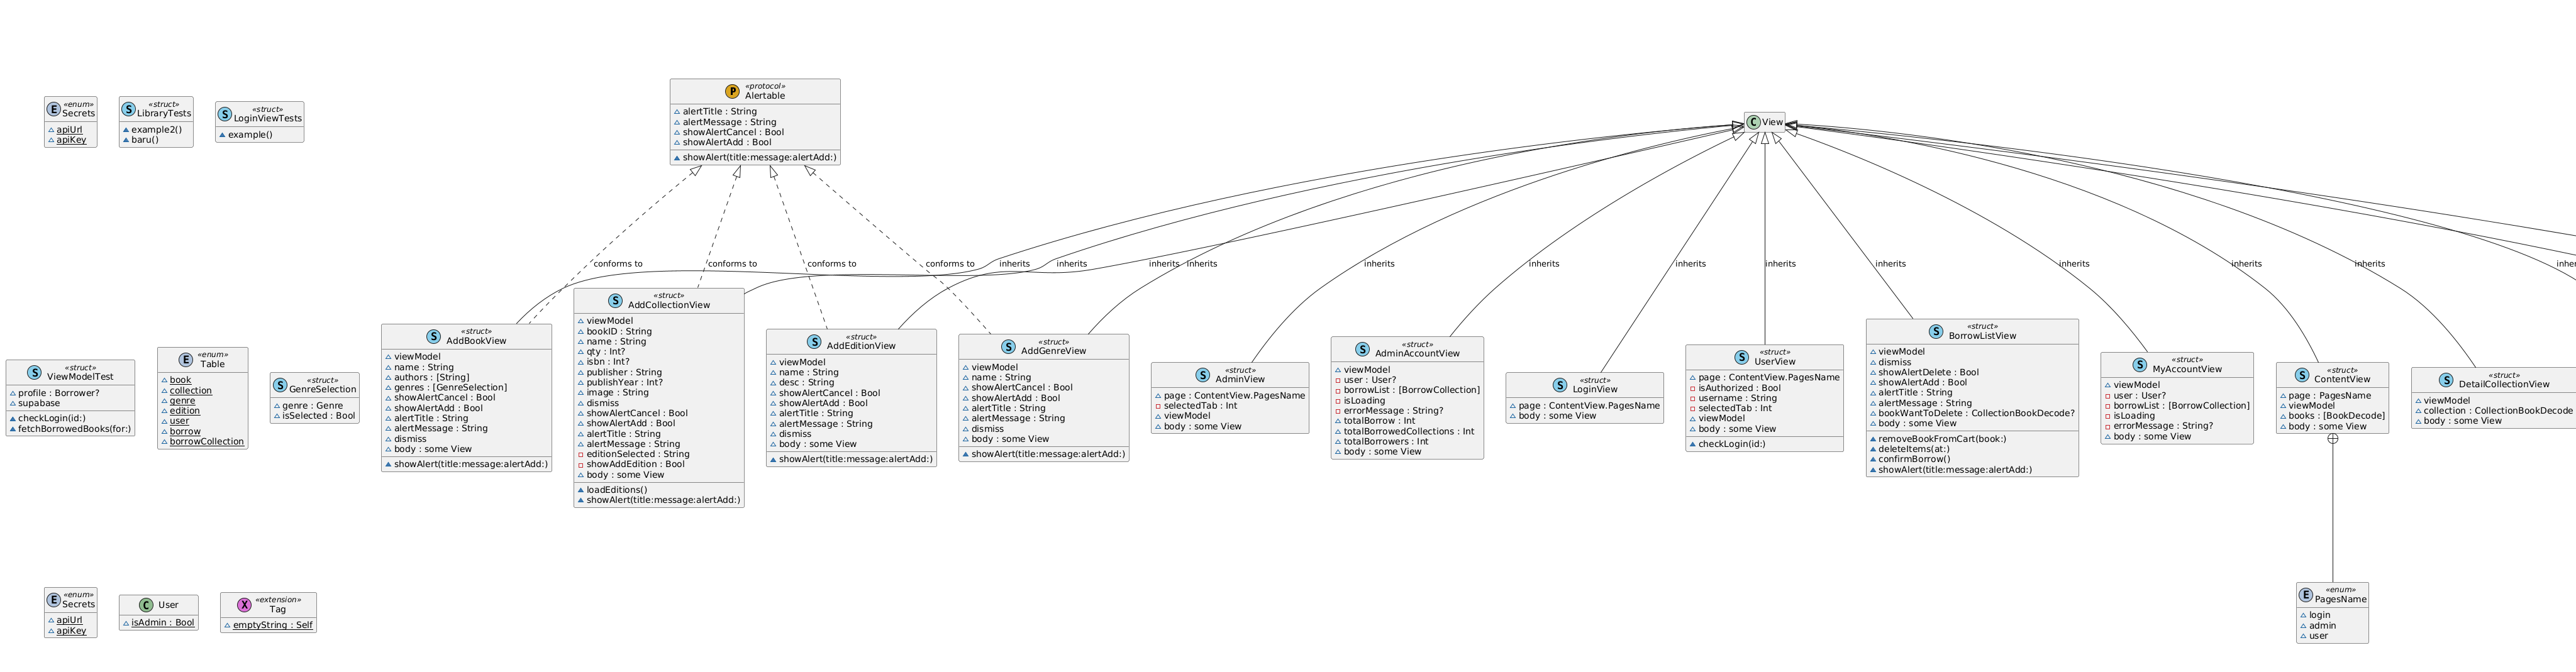 «enum»
Secrets
apiUrl
apiKey
«struct»
LibraryTests
example2()
baru()
«struct»
LoginViewTests
example()
«protocol»
Alertable
alertTitle : String
alertMessage : String
showAlertCancel : Bool
showAlertAdd : Bool
showAlert(title:message:alertAdd:)
View
conforms to
conforms to
conforms to
conforms to
inherits
inherits
inherits
inherits
inherits
inherits
inherits
inherits
inherits
inherits
inherits
inherits
«struct»
ViewModelTest
profile : Borrower?
supabase
checkLogin(id:)
fetchBorrowedBooks(for:)
«enum»
Table
book
collection
genre
edition
user
borrow
borrowCollection
«struct»
GenreSelection
genre : Genre
isSelected : Bool
«struct»
AddBookView
viewModel
name : String
authors : [String]
genres : [GenreSelection]
showAlertCancel : Bool
showAlertAdd : Bool
alertTitle : String
alertMessage : String
dismiss
body : some View
showAlert(title:message:alertAdd:)
«struct»
AddCollectionView
viewModel
bookID : String
name : String
qty : Int?
isbn : Int?
publisher : String
publishYear : Int?
image : String
dismiss
showAlertCancel : Bool
showAlertAdd : Bool
alertTitle : String
alertMessage : String
editionSelected : String
showAddEdition : Bool
body : some View
loadEditions()
showAlert(title:message:alertAdd:)
«struct»
AddEditionView
viewModel
name : String
desc : String
showAlertCancel : Bool
showAlertAdd : Bool
alertTitle : String
alertMessage : String
dismiss
body : some View
showAlert(title:message:alertAdd:)
«struct»
AddGenreView
viewModel
name : String
showAlertCancel : Bool
showAlertAdd : Bool
alertTitle : String
alertMessage : String
dismiss
body : some View
showAlert(title:message:alertAdd:)
«struct»
AdminView
page : ContentView.PagesName
selectedTab : Int
viewModel
body : some View
«struct»
AdminAccountView
viewModel
user : User?
borrowList : [BorrowCollection]
isLoading
errorMessage : String?
totalBorrow : Int
totalBorrowedCollections : Int
totalBorrowers : Int
body : some View
«struct»
LoginView
page : ContentView.PagesName
body : some View
«struct»
UserView
page : ContentView.PagesName
isAuthorized : Bool
username : String
selectedTab : Int
viewModel
body : some View
checkLogin(id:)
«struct»
BorrowListView
viewModel
dismiss
showAlertDelete : Bool
showAlertAdd : Bool
alertTitle : String
alertMessage : String
bookWantToDelete : CollectionBookDecode?
body : some View
removeBookFromCart(book:)
deleteItems(at:)
confirmBorrow()
showAlert(title:message:alertAdd:)
«struct»
MyAccountView
viewModel
user : User?
borrowList : [BorrowCollection]
isLoading
errorMessage : String?
body : some View
«struct»
ContentView
page : PagesName
viewModel
books : [BookDecode]
body : some View
«struct»
DetailCollectionView
viewModel
collection : CollectionBookDecode
body : some View
«enum»
Secrets
apiUrl
apiKey
User
isAdmin : Bool
«extension»
Tag
emptyString : Self
«enum»
PagesName
login
admin
user